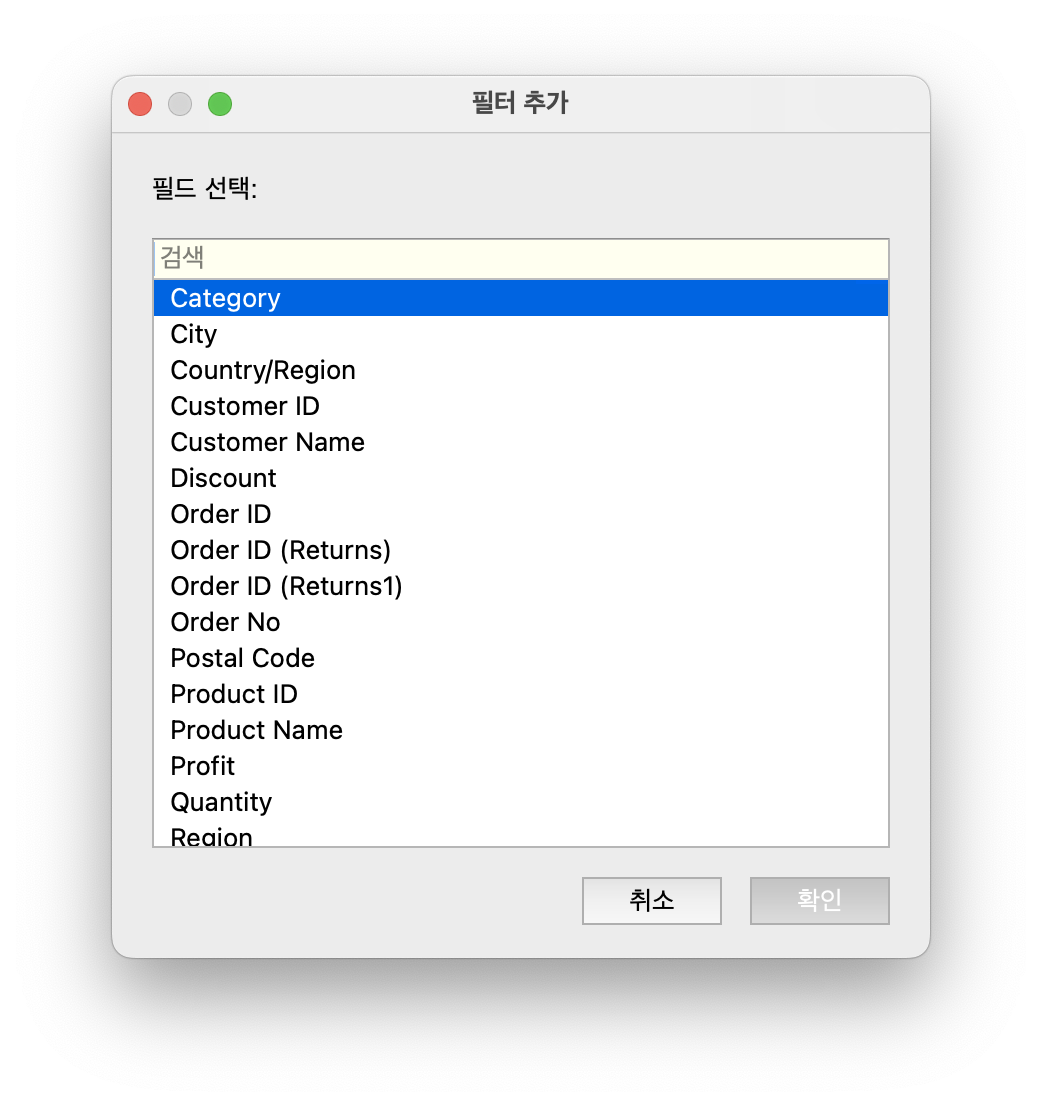 필터 추가
필드 선택:
검색
Category
City
Country/Region
Customer ID
Customer Name
Discount
Order ID
Order ID (Returns)
Order ID (Returns1)
Order No
Postal Code
Product ID
Product Name
Profit
Quantity
Region
취소
확인